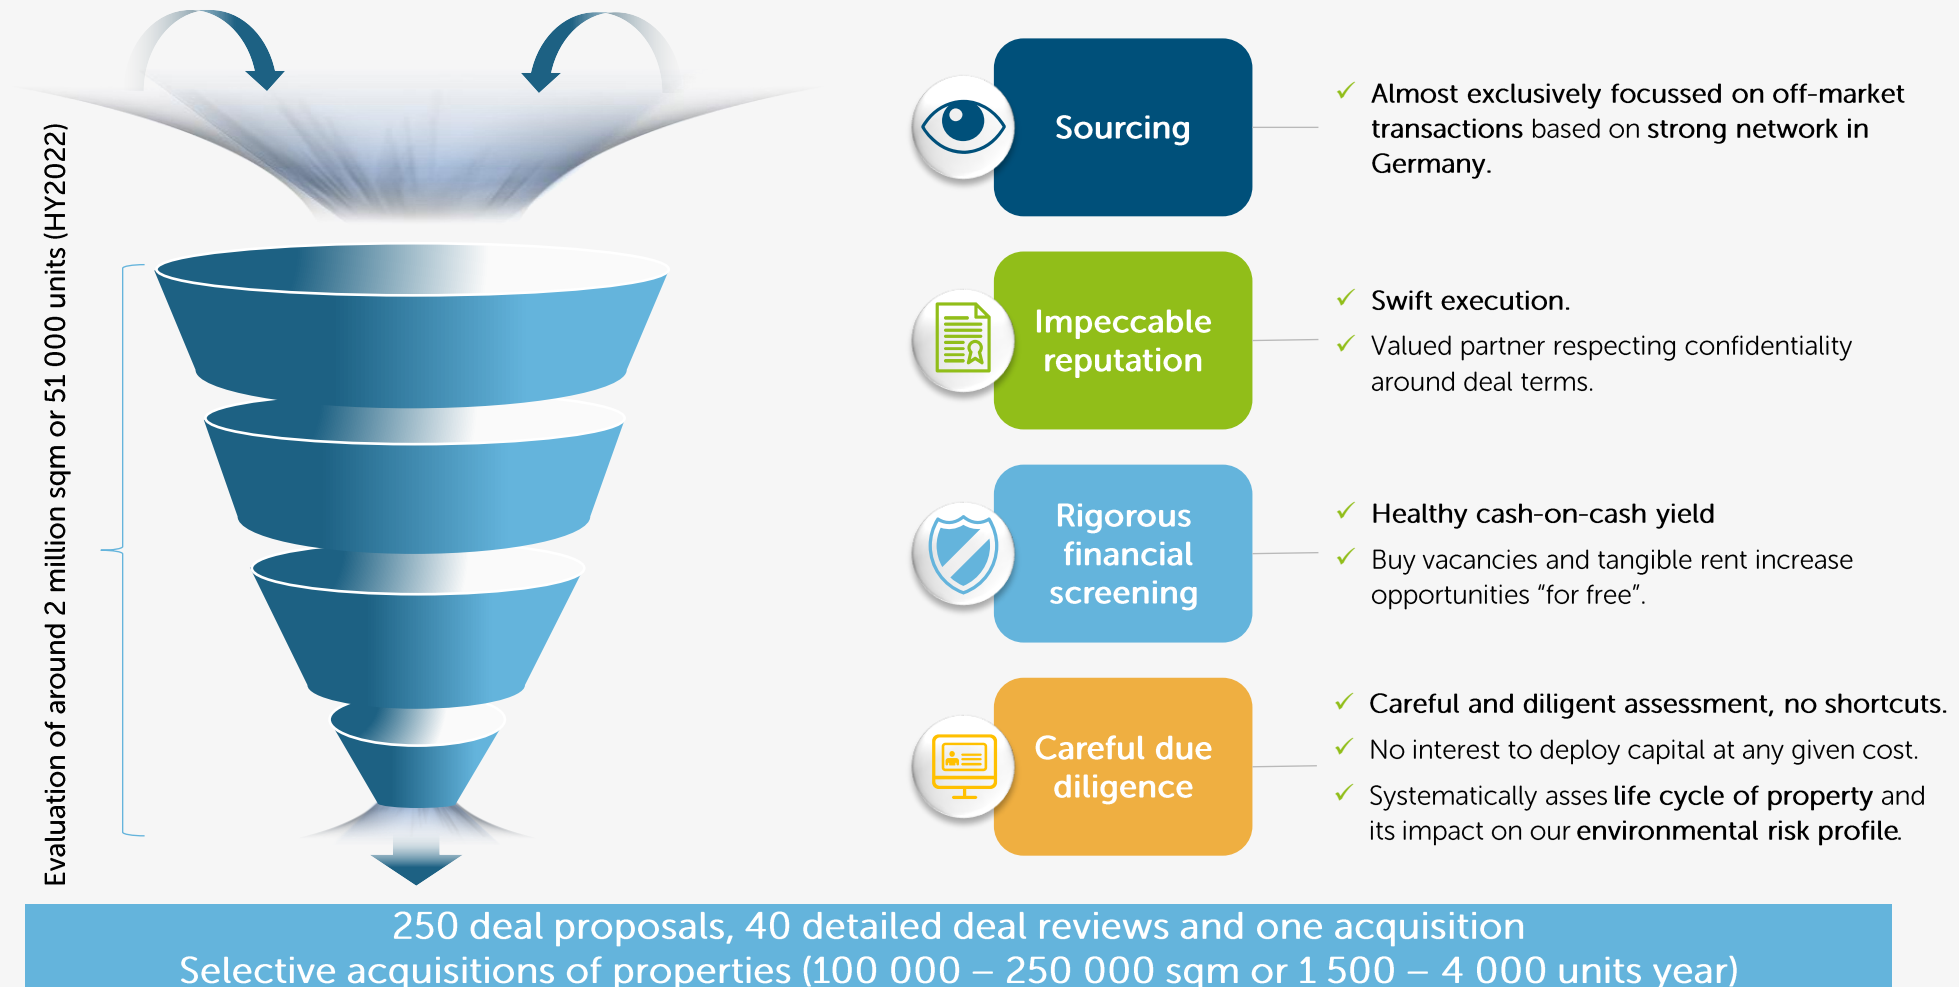 Evaluation of around 2 million sqm or 51 000 units (HY2022)
Sourcing
Almost exclusively focussed on off-market
transactions based on strong network in
Germany.
Impeccable
reputation
Swift execution.
Valued partner respecting confidentiality
around deal terms.
Rigorous
financial
screening
Healthy cash-on-cash yield
Buy vacancies and tangible rent increase
opportunities “for free”.
Careful due
diligence
Careful and diligent assessment, no shortcuts.
No interest to deploy capital at any given cost.
Systematically asses life cycle of property and
its impact on our environmental risk profile.
250 deal proposals, 40 detailed deal reviews and one acquisition
Selective acquisitions of properties (100 000 – 250 000 sqm or 1 500 – 4 000 units year)